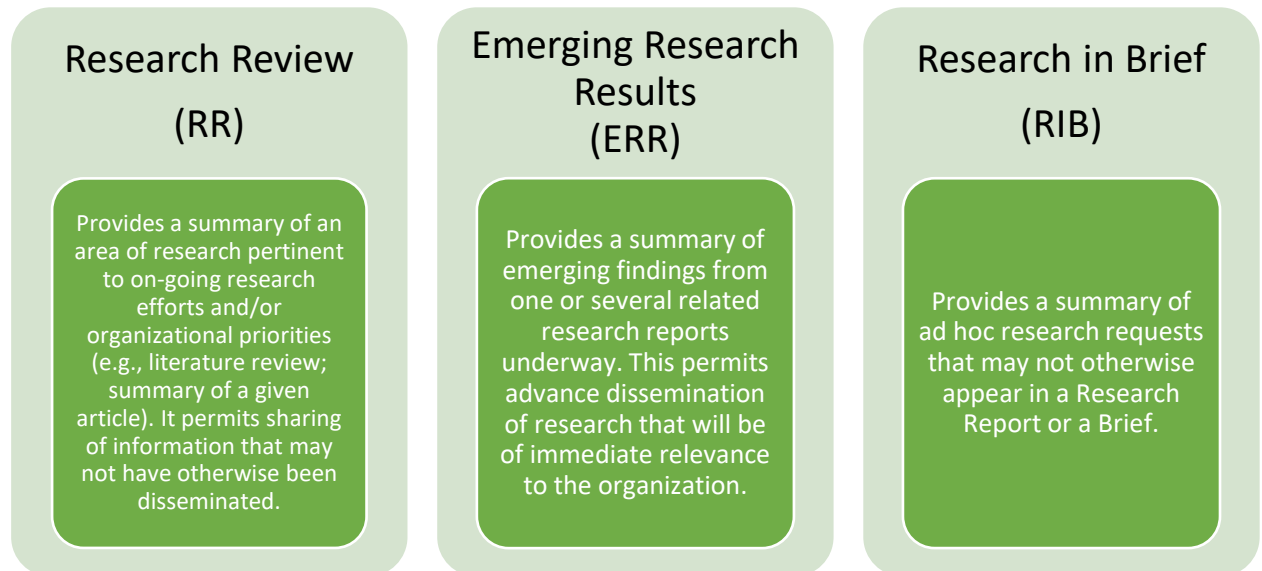 Research Review
(RR)
Provides a summary of an
area of research pertinent
to on-going research
efforts and/or
organizational priorities
(e.g., literature review;
summary of a given
article). It permits sharing
of information that may
not have otherwise been
disseminated.
Emerging Research
Results
(ERR)
Provides a summary of
emerging findings from
one or several related
research reports
underway. This permits
advance dissemination
of research that will be
of immediate relevance
to the organization.
Research in Brief
(RIB)
Provides a summary of
ad hoc research requests
that may not otherwise
appear in a Research
Report or a Brief.